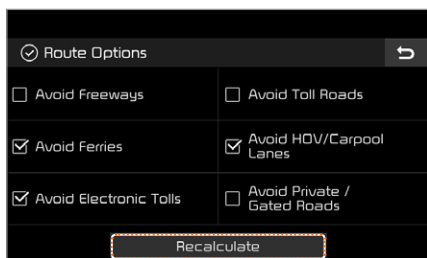 Route Options
Avoid Freeways
Avoid Toll Roads
Avoid Ferries
Avoid HOV/Carpool
Lanes
Avoid Electronic Tolls
Avoid Private /
Gated Roads
Recalculate